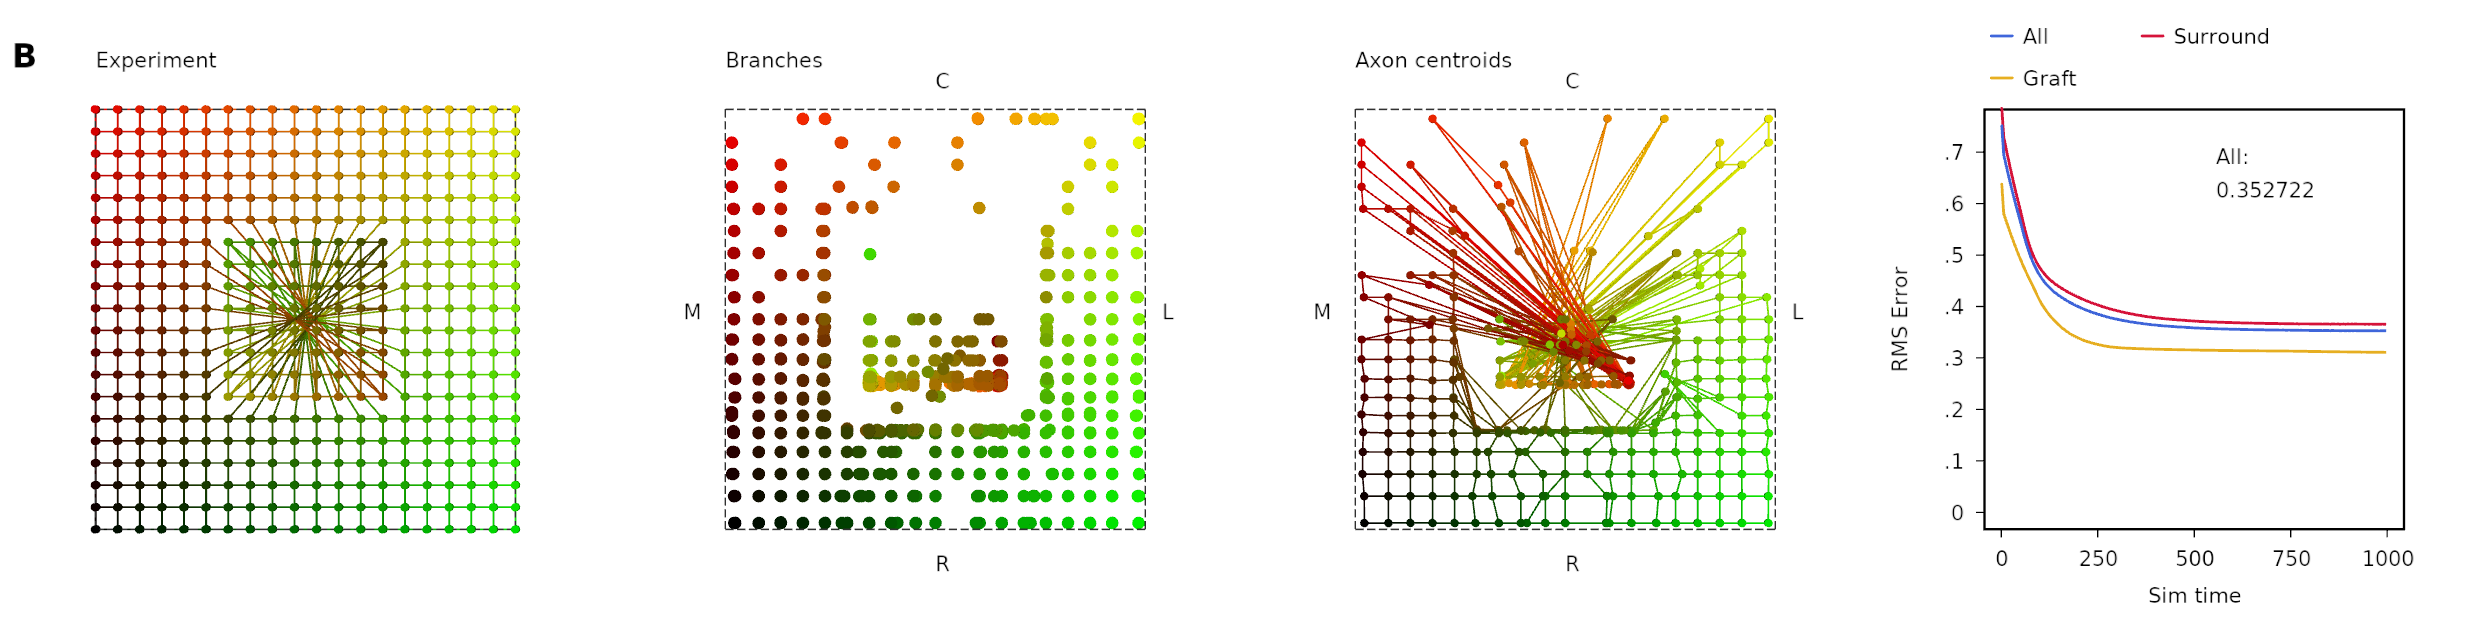 B
Experiment
Branches
C
M
L
R
Axon centroids
C
M
L
R
All
Surround
Graft
All:
0.352722
RMS Error
.7
.6
.5
.4
.3
.2
.1
0
0 250 500 750 1000
Sim time